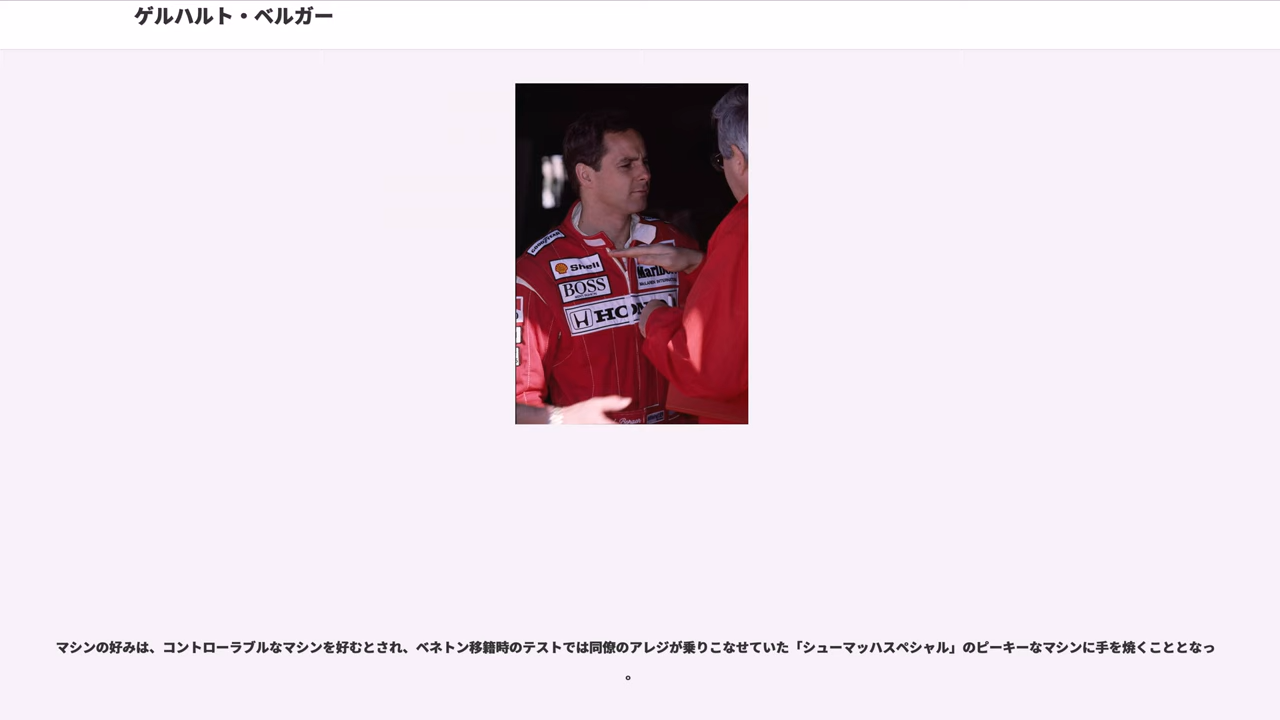 ゲルハルト・ベルガー
Shell
BOSS
マシンの好みは、コントローラブルなマシンを好むとされ、ベネトン移籍時のテストでは同僚のアレジが乗りこなせていた「シューマッハスペシャル」のピーキーなマシンに手を焼くこととなっ
。